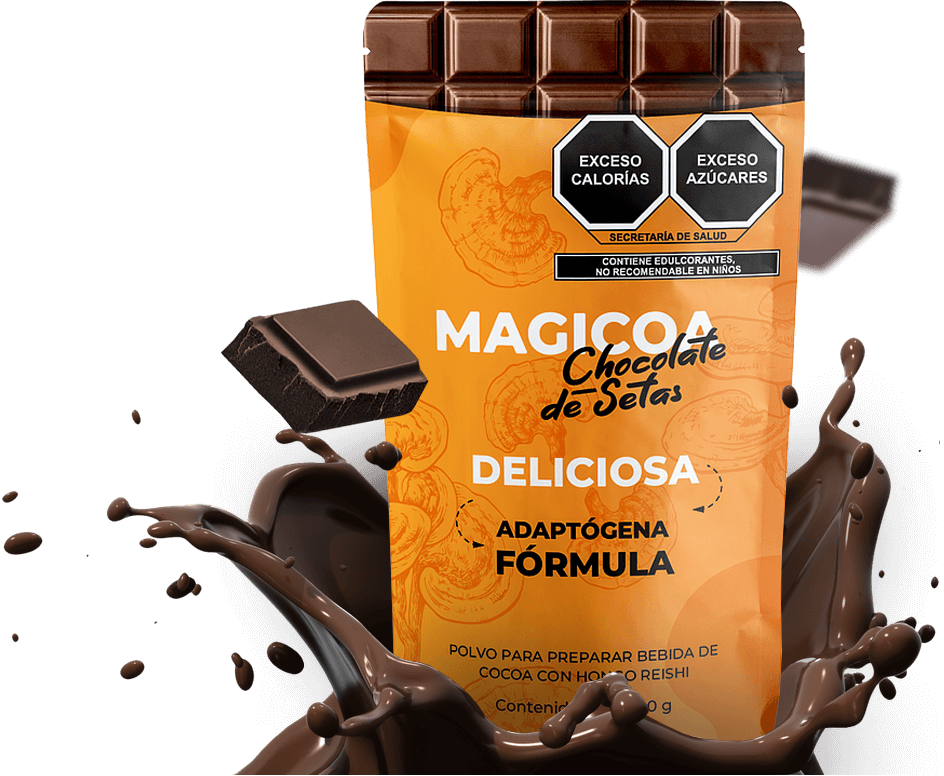 EXCESO
CALORÍAS
EXCESO
AZÚCARES
SECRETARÍA DE SALUD
CONTIENE EDULCORANTES,
NO RECOMENDABLE EN NIÑOS
MAGICOA
Chocolate
de Setas
DELICIOSA
ADAPTÓGENA
FÓRMULA
POLVO PARA PREPARAR BEBIDA DE
COCOA CON REISHI
g